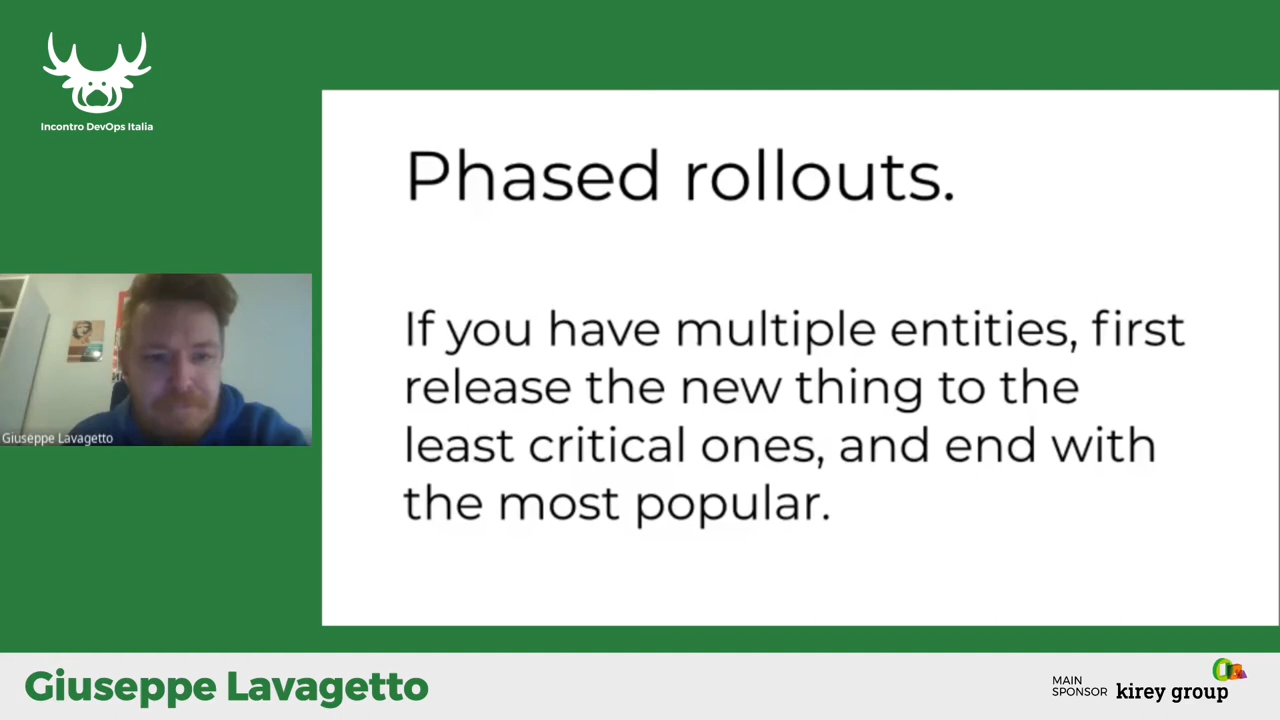 Incontro DevOps Italia
Phased rollouts.
If you have multiple entities, first
release the new thing to the
least critical ones, and end with
the most popular.
Giuseppe Lavagetto
Giuseppe Lavagetto
MAIN
SPONSOR
kirey group